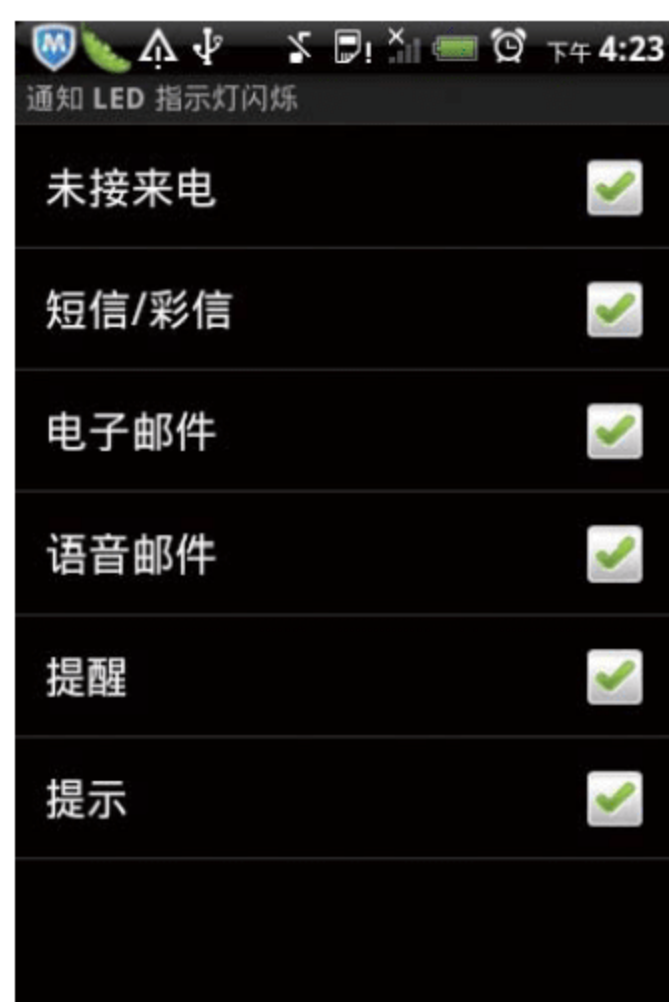 下午 4:23
通知 LED 指示灯闪烁
未接来电
短信/彩信
电子邮件
语音邮件
提醒
提示